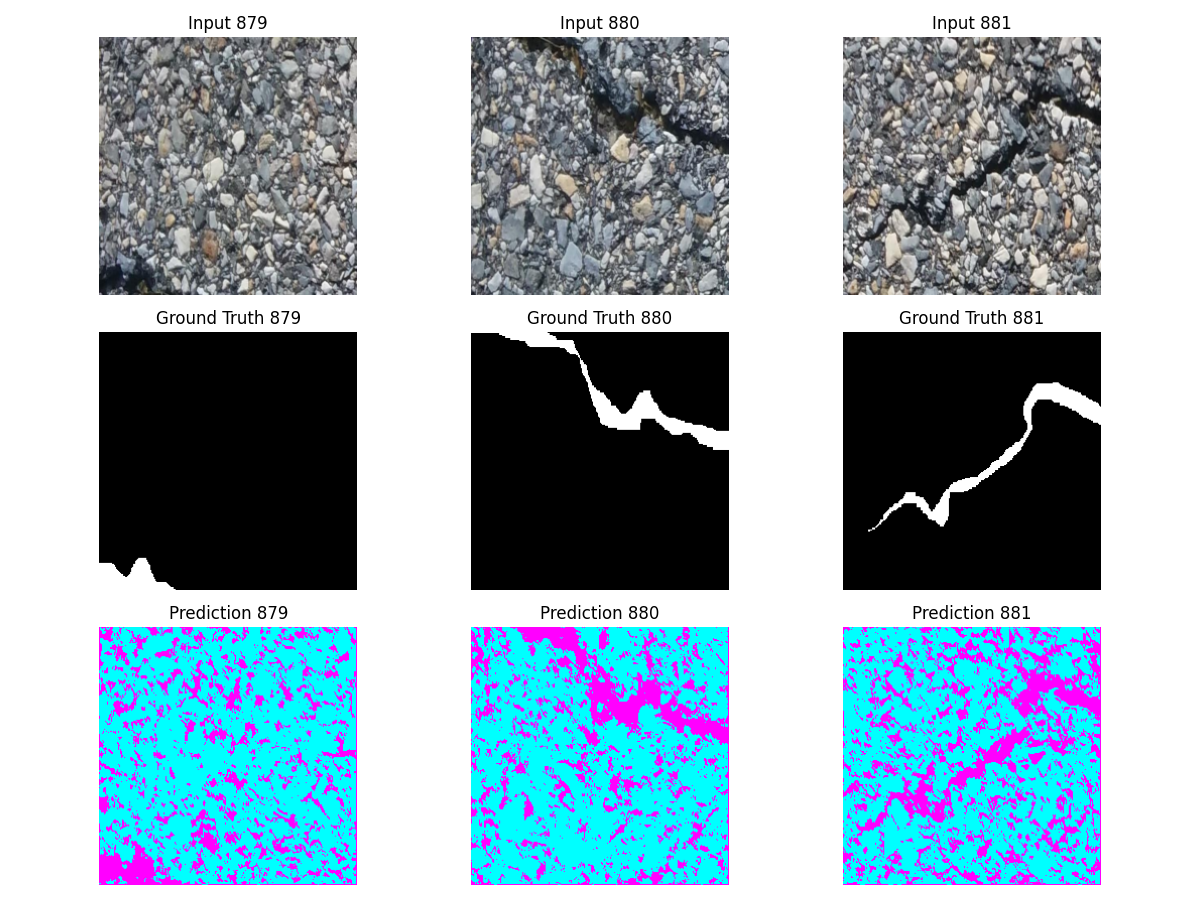 Input 879
Input 880
Input 881
Ground Truth 879
Ground Truth 880
Ground Truth 881
Prediction 879
Prediction 880
Prediction 881